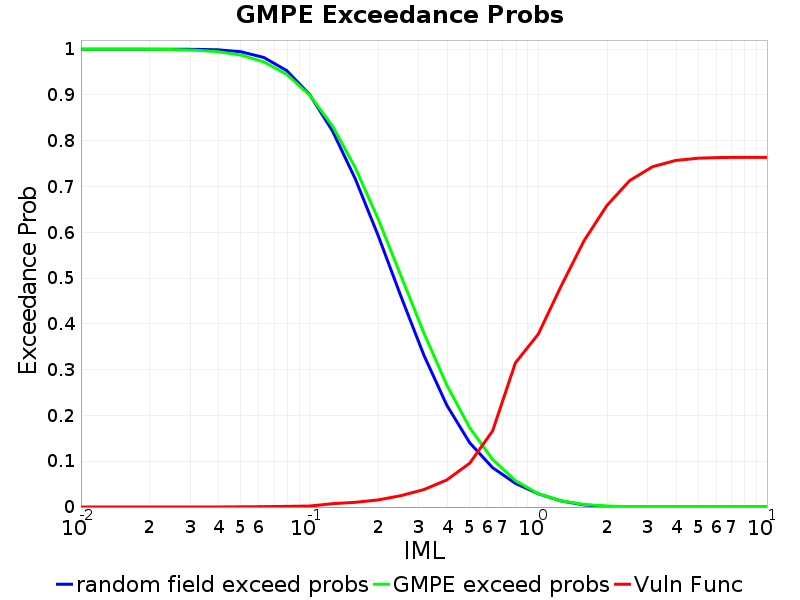 GMPE Exceedance Probs
Exceedance Prob
1
0.9
0.8
0.7
0.6
0.5
0.4
0.3
0.2
0.1
0
10^-2 2 3 4 5 6 10^-1 2 3 4 5 6 7 10^0 2 3 4 5 6 7 10^1
IML
random field exceed probs GMPE exceed probs Vuln Func